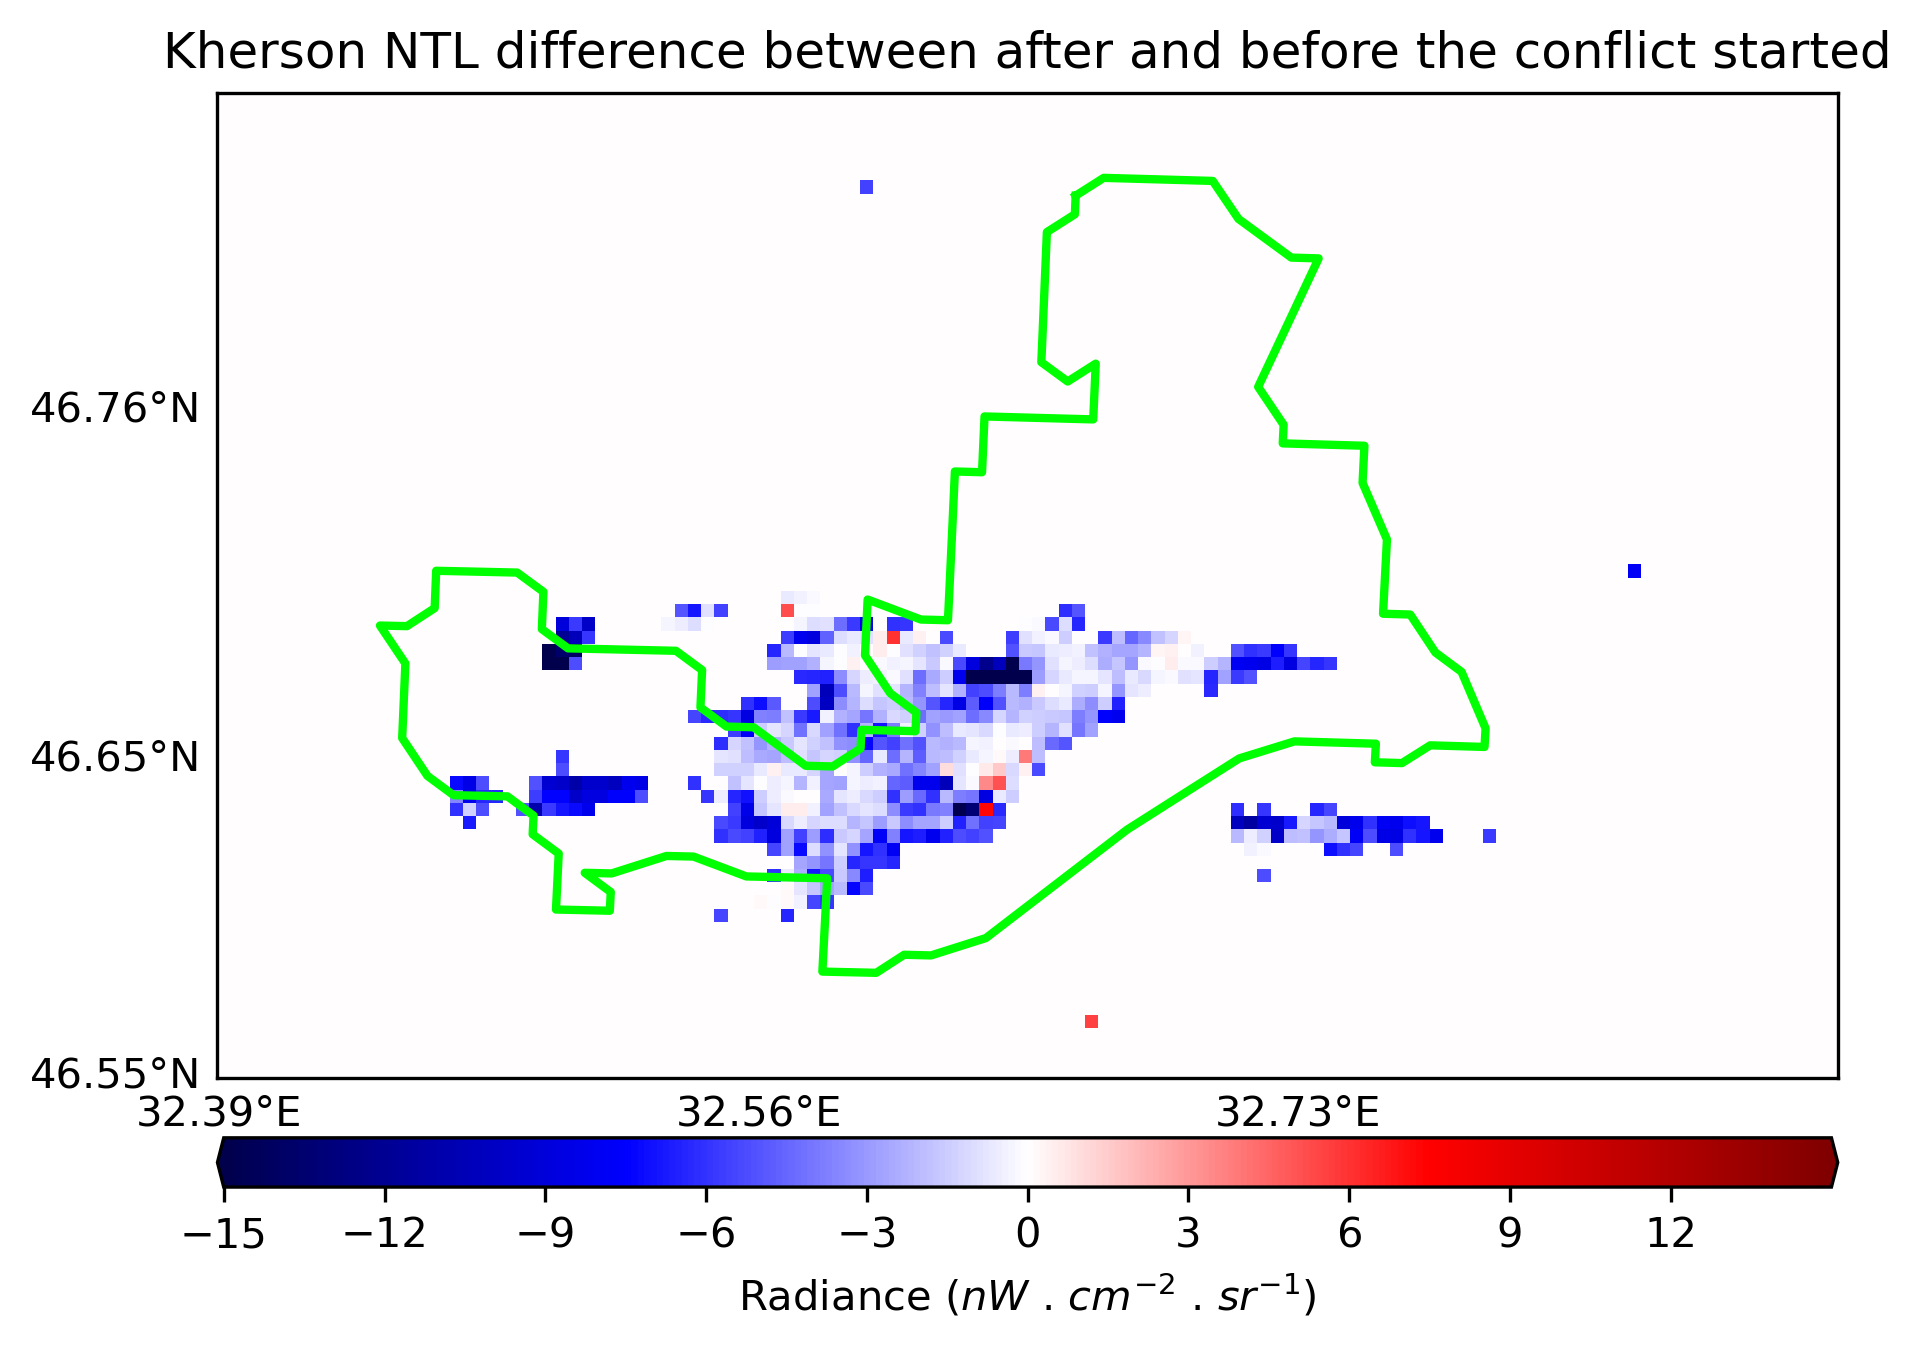 Kherson NTL difference between after and before the conflict started
46.76°N
46.65°N
46.55°N
32.39°E 32.56°E 32.73°E
−15 −12 −9 −6 −3 0 3 6 9 12
Radiance (nW . cm⁻² . sr⁻¹)